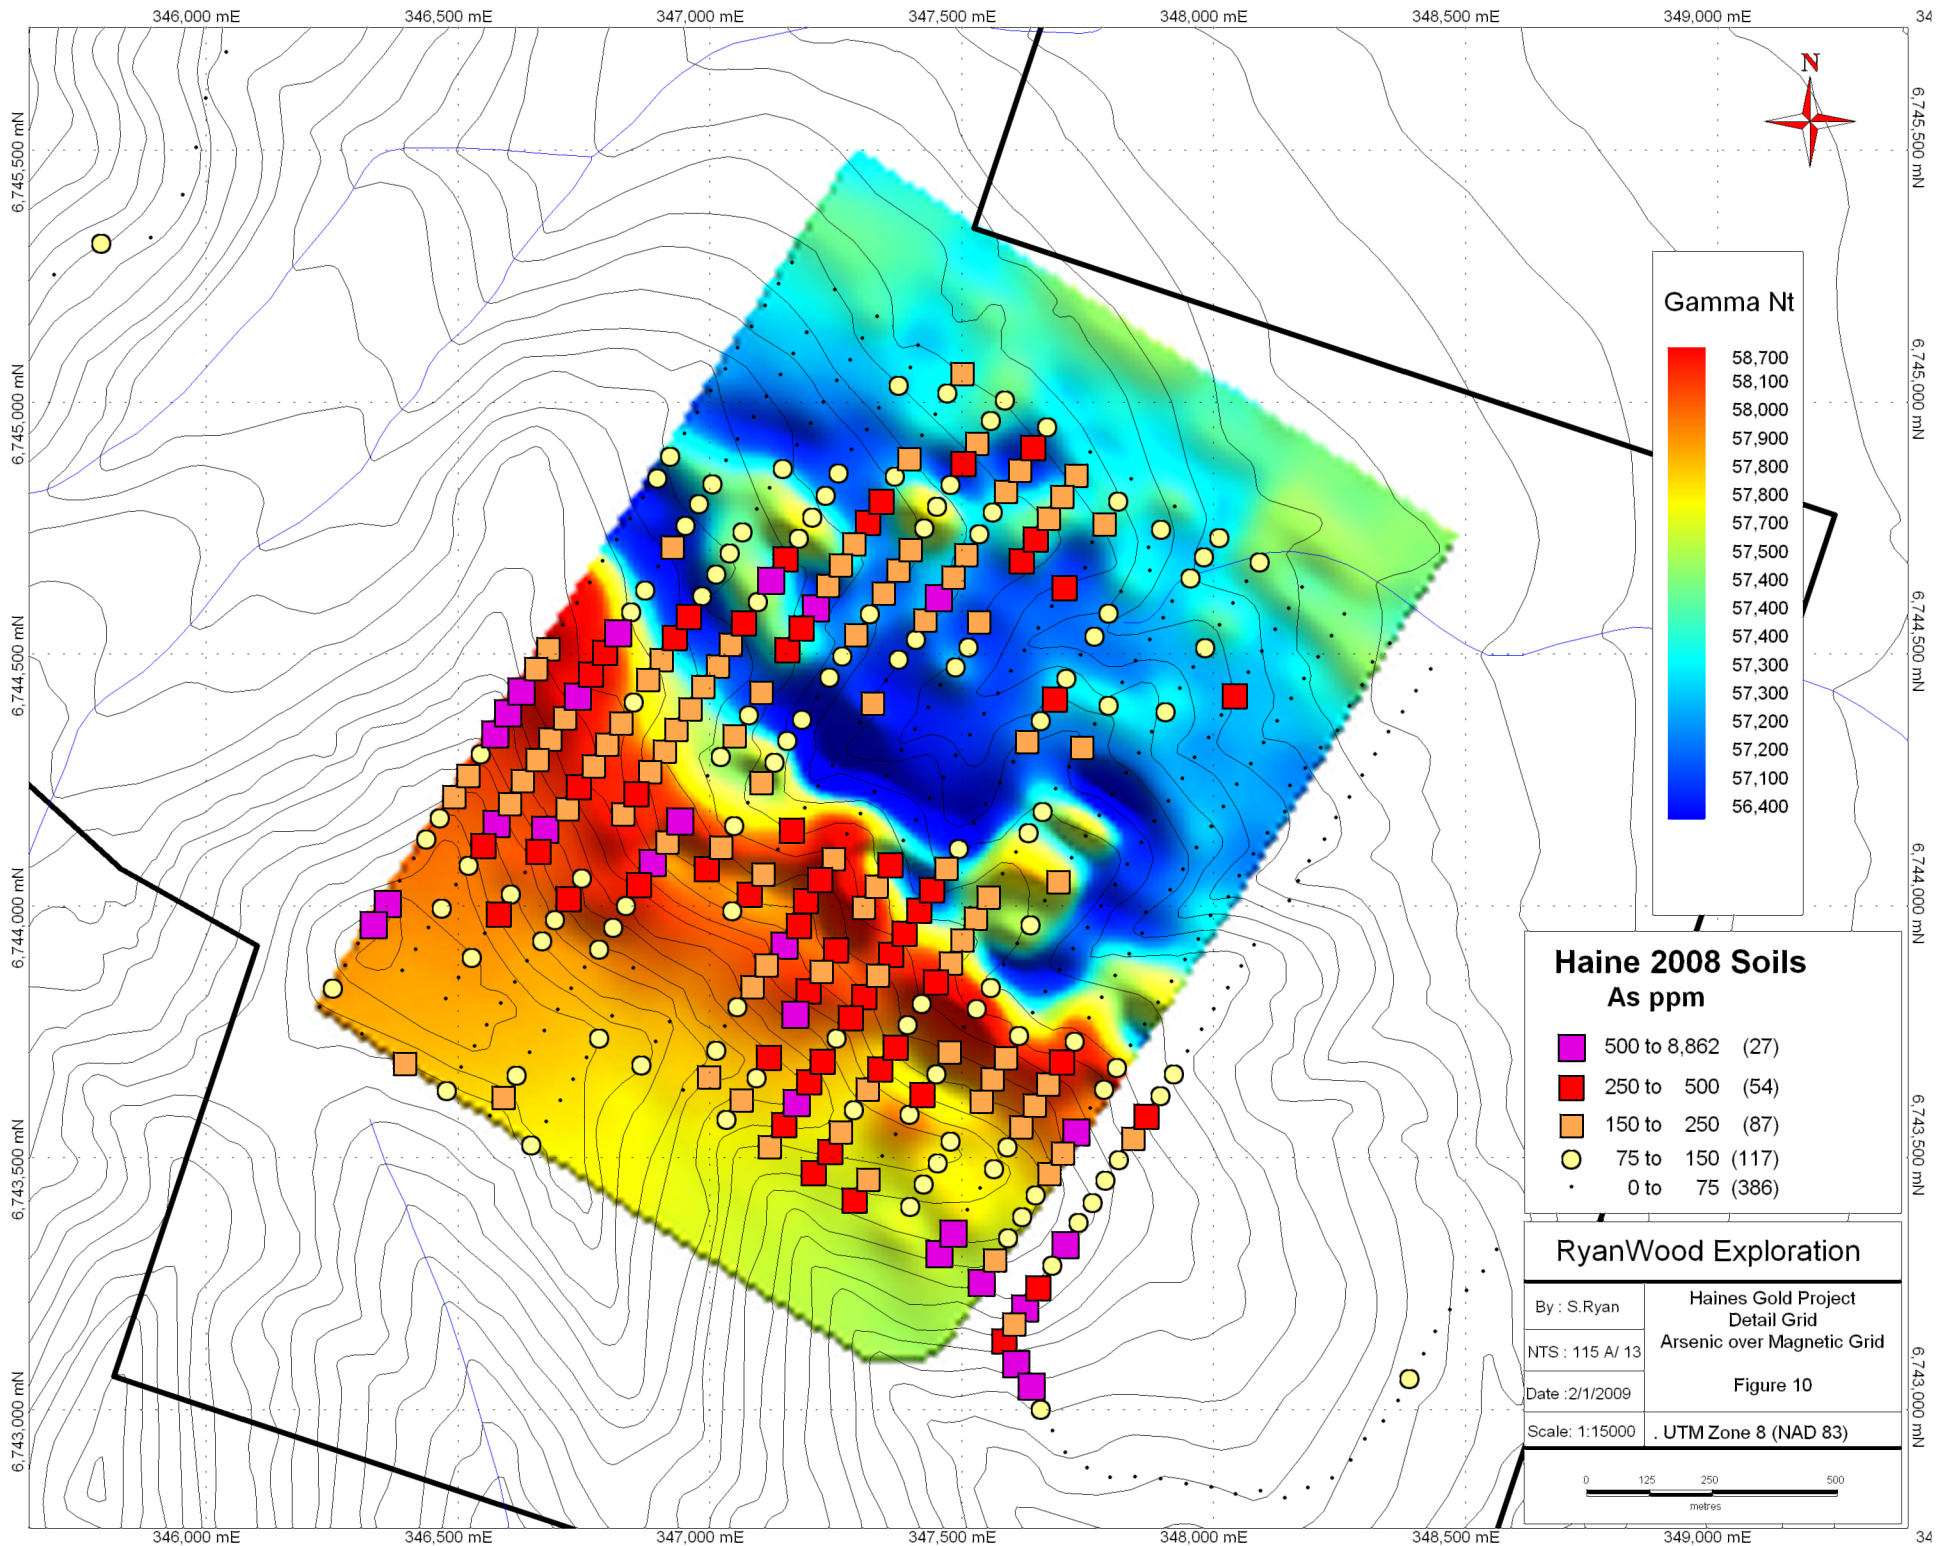 346,000 mE 346,500 mE 347,000 mE 347,500 mE 348,000 mE 348,500 mE 349,000 mE 34
6,745,500 mN
6,745,000 mN
6,744,500 mN
6,744,000 mN
6,743,500 mN
6,743,000 mN
N
6,745,500 mN
6,745,000 mN
6,744,500 mN
6,744,000 mN
6,743,500 mN
6,743,000 mN
Gamma Nt
58,700
58,100
58,000
57,900
57,800
57,800
57,700
57,500
57,400
57,400
57,400
57,300
57,300
57,200
57,200
57,100
56,400
Haine 2008 Soils
As ppm
500 to 8,862 (27)
250 to 500 (54)
150 to 250 (87)
75 to 150 (117)
0 to 75 (386)
RyanWood Exploration
By : S.Ryan
NTS : 115 A/ 13
Date :2/1/2009
Scale: 1:15000
Haines Gold Project
Detail Grid
Arsenic over Magnetic Grid
Figure 10
. UTM Zone 8 (NAD 83)
0 125 250 500
metres
346,000 mE 346,500 mE 347,000 mE 347,500 mE 348,000 mE 348,500 mE 349,000 mE 34